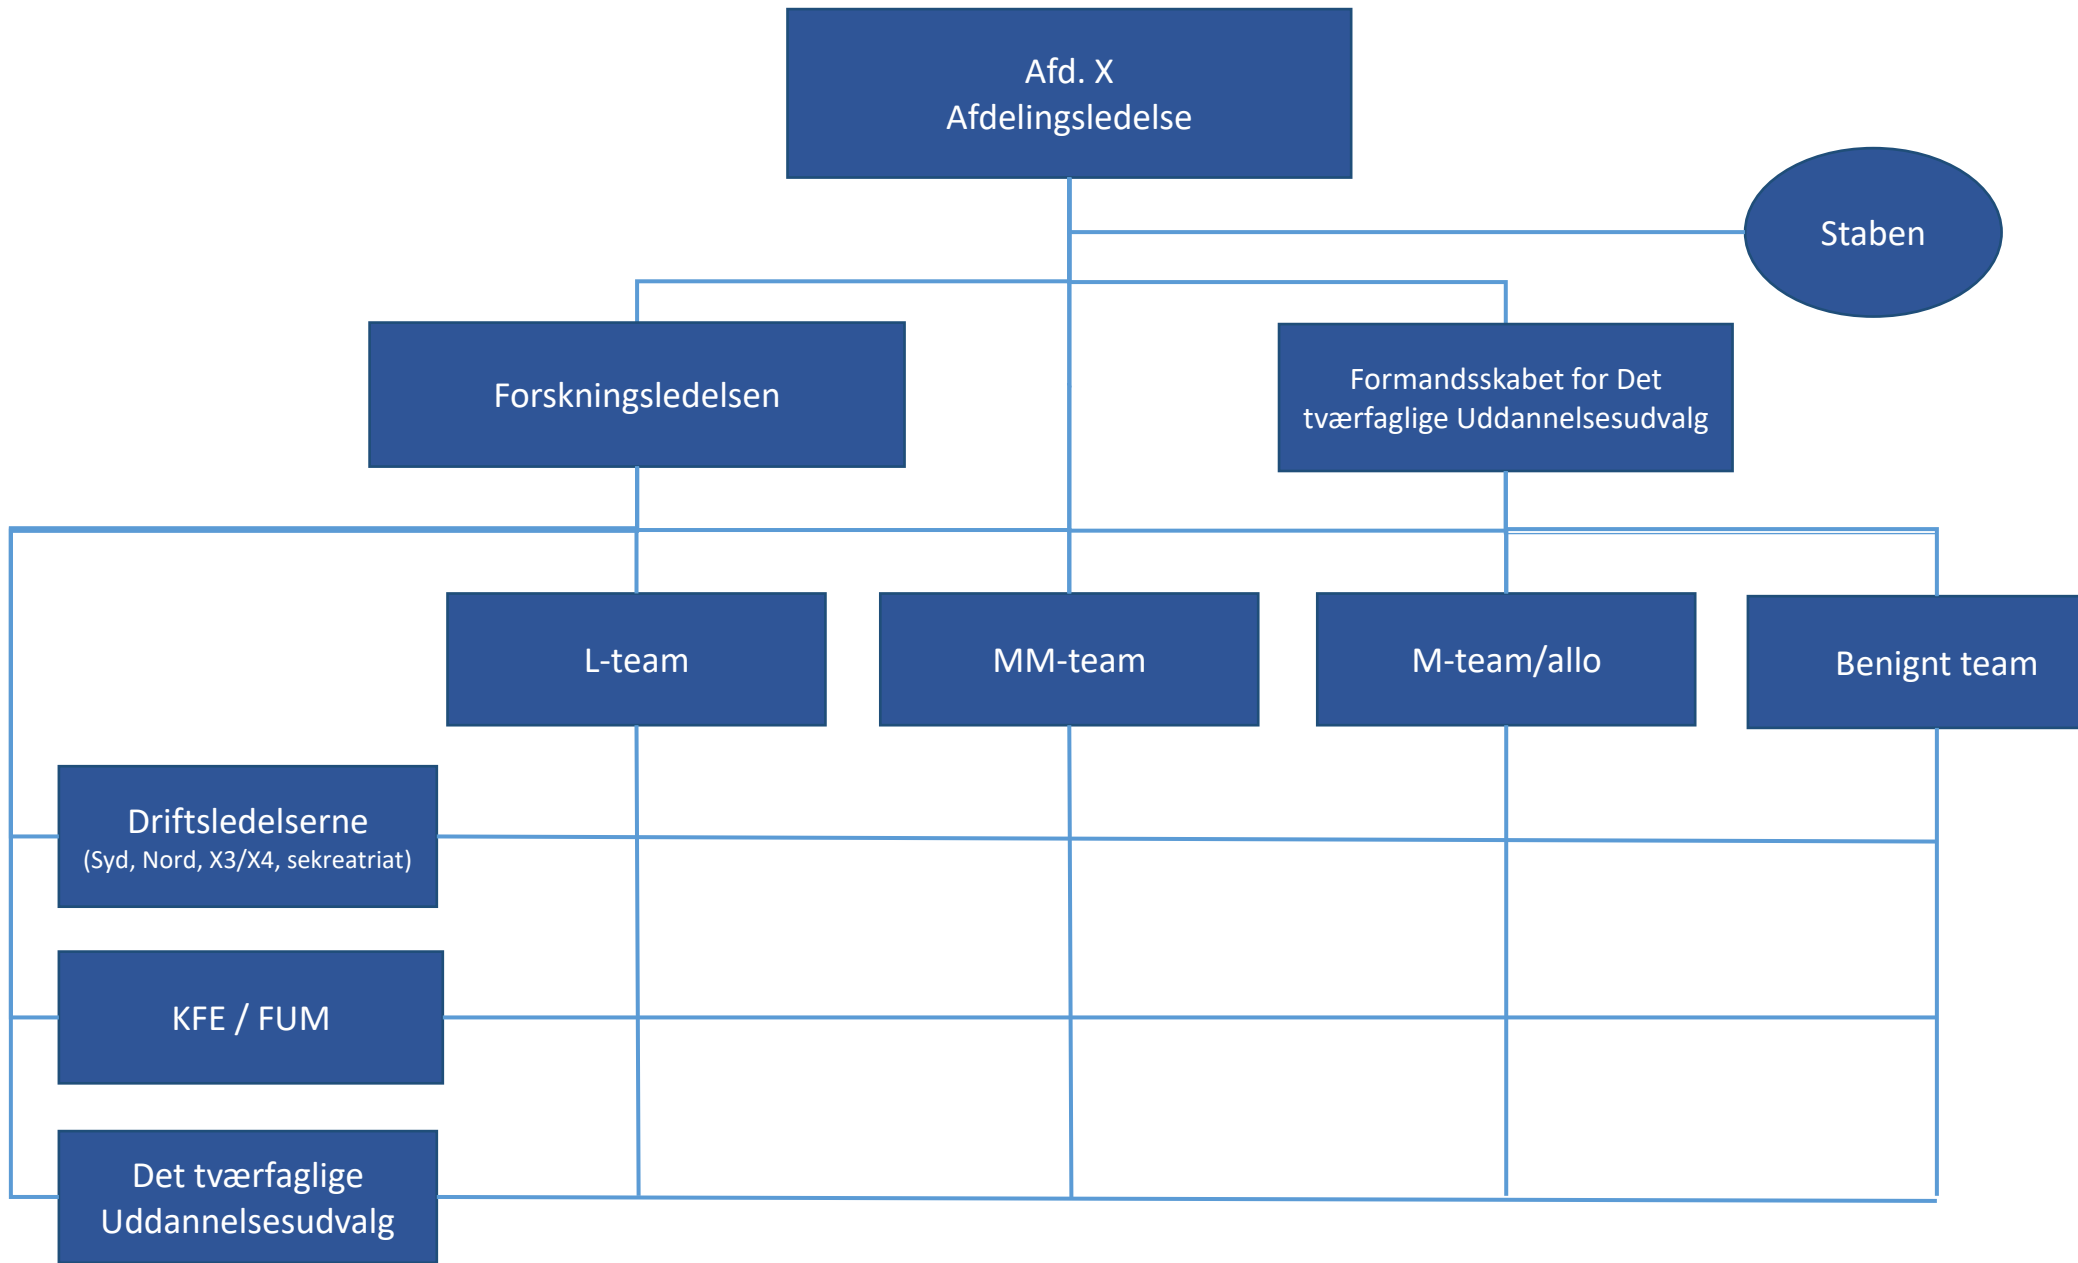 Afd. X
Afdelingsledelse
Staben
Forskningsledelsen
Formandsskabet for Det
tværfaglige Uddannelsesudvalg
L-team
MM-team
M-team/allo
Benignt team
Driftsledelserne
(Syd, Nord, X3/X4, sekreatriat)
KFE / FUM
Det tværfaglige
Uddannelsesudvalg